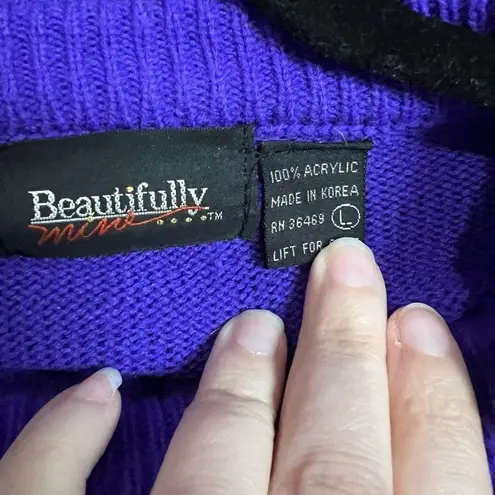 Beautifully
mine TM
100% ACRYLIC
MADE IN KOREA
RN 36469 L
LIFT FOR